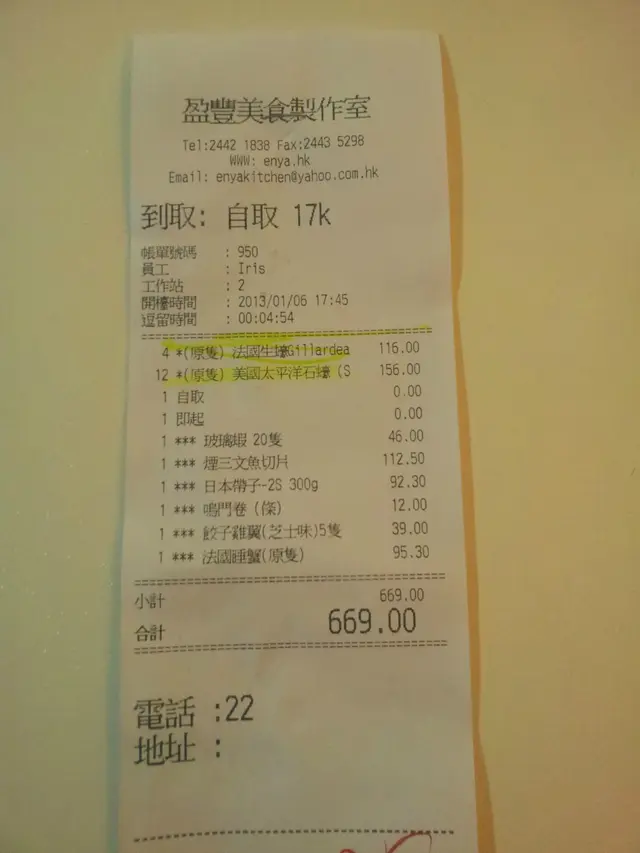 盈豐美食製作室
Tel:2442 1838 Fax:2443 5298
WWW: enya.hk
Email: enyakitchen@yahoo.com.hk
到取: 自取 17k
帳單號碼 : 950
員工 : Iris
工作站 : 2
開檯時間 : 2013/01/06 17:45
逗留時間 : 00:04:54
4 *(原隻) 法國生蠔Gillardea 116.00
12 *(原隻) 美國太平洋石蠔 (S 156.00
1 自取 0.00
1 即起 0.00
1 *** 玻璃蝦 20隻 46.00
1 *** 煙三文魚切片 112.50
1 *** 日本帶子-2S 300g 92.30
1 *** 鳴門卷 (條) 12.00
1 *** 餃子雞翼(芝士味)5隻 39.00
1 *** 法國睡蟹(原隻) 95.30
小計 669.00
合計 669.00
電話 :22
地址 :